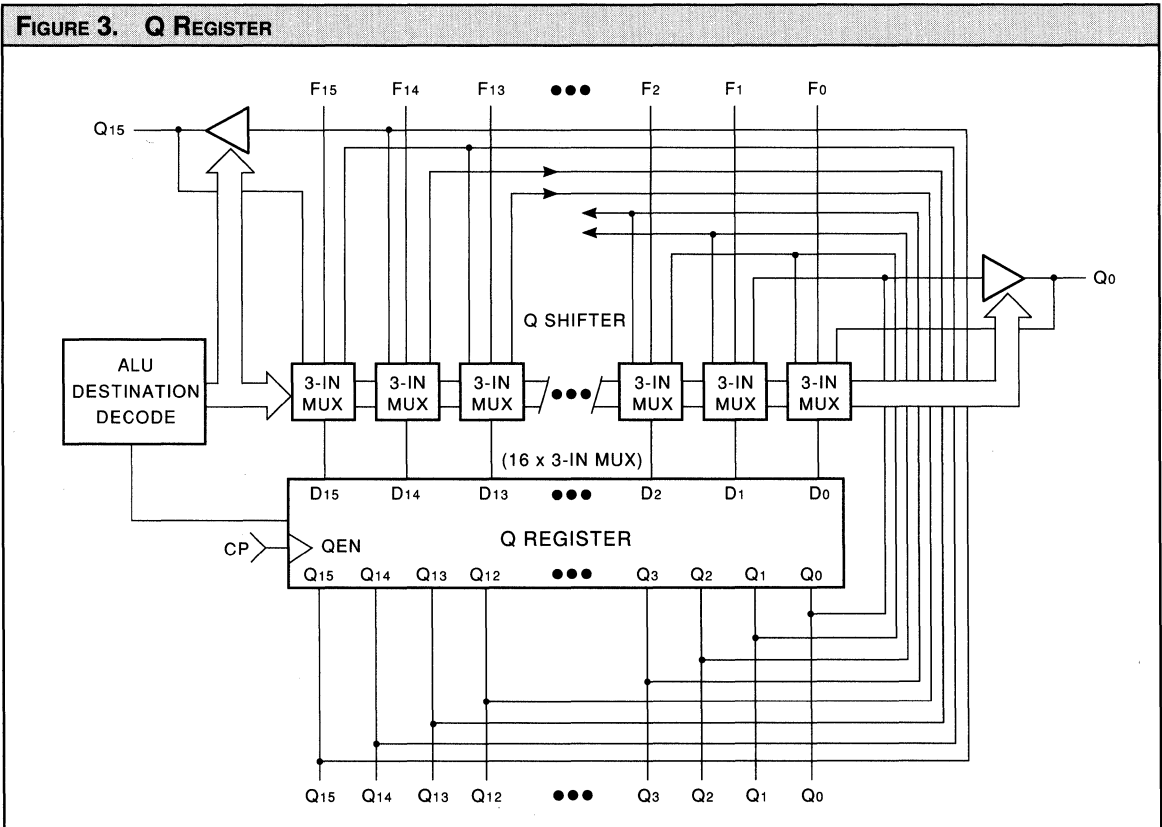 FIGURE 3. Q REGISTER
F15 F14 F13 ●●● F2 F1 F0
Q15
Q0
Q SHIFTER
ALU
DESTINATION
DECODE
3-IN
MUX
3-IN
MUX
3-IN
MUX
●●●
3-IN
MUX
3-IN
MUX
3-IN
MUX
(16 x 3-IN MUX)
D15 D14 D13 ●●● D2 D1 D0
CP
QEN
Q REGISTER
Q15 Q14 Q13 Q12 ●●● Q3 Q2 Q1 Q0
Q15 Q14 Q13 Q12 ●●● Q3 Q2 Q1 Q0